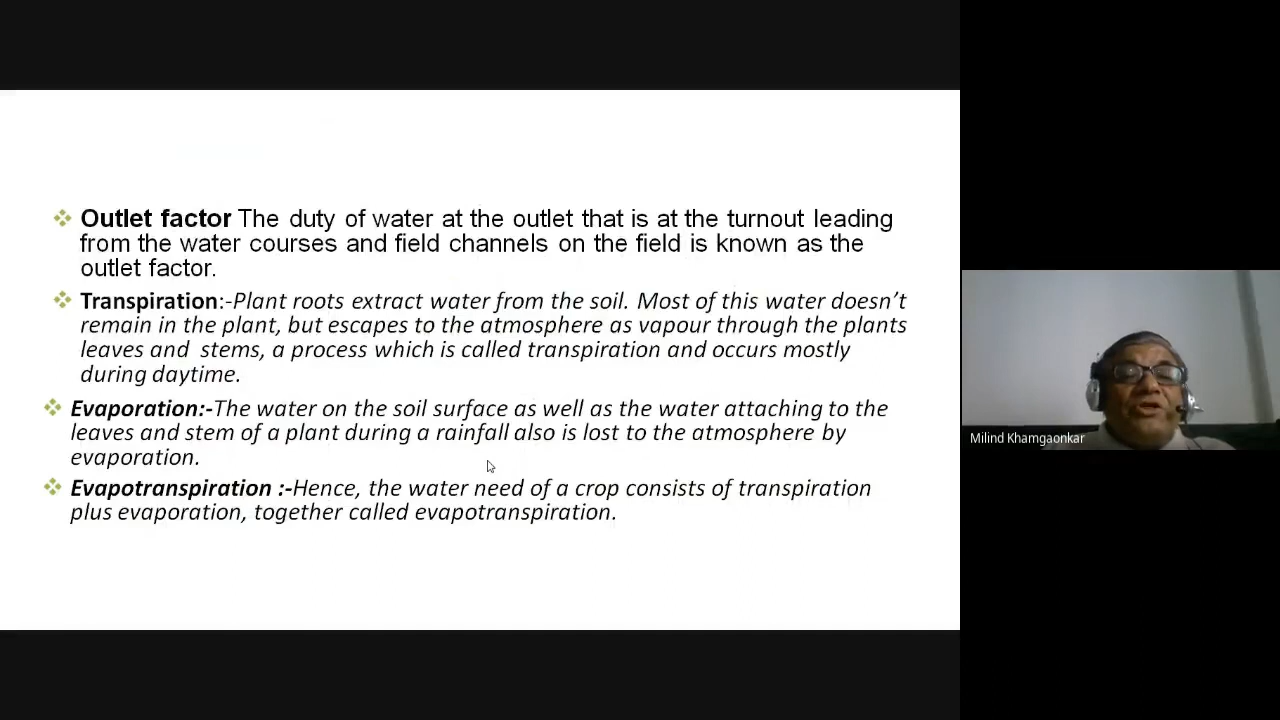 Outlet factor The duty of water at the outlet that is at the turnout leading
from the water courses and field channels on the field is known as the
outlet factor.
Transpiration:-Plant roots extract water from the soil. Most of this water doesn’t
remain in the plant, but escapes to the atmosphere as vapour through the plants
leaves and stems, a process which is called transpiration and occurs mostly
during daytime.
Evaporation:-The water on the soil surface as well as the water attaching to the
leaves and stem of a plant during a rainfall also is lost to the atmosphere by
evaporation.
Evapotranspiration :-Hence, the water need of a crop consists of transpiration
plus evaporation, together called evapotranspiration.
Milind Khamgaonkar